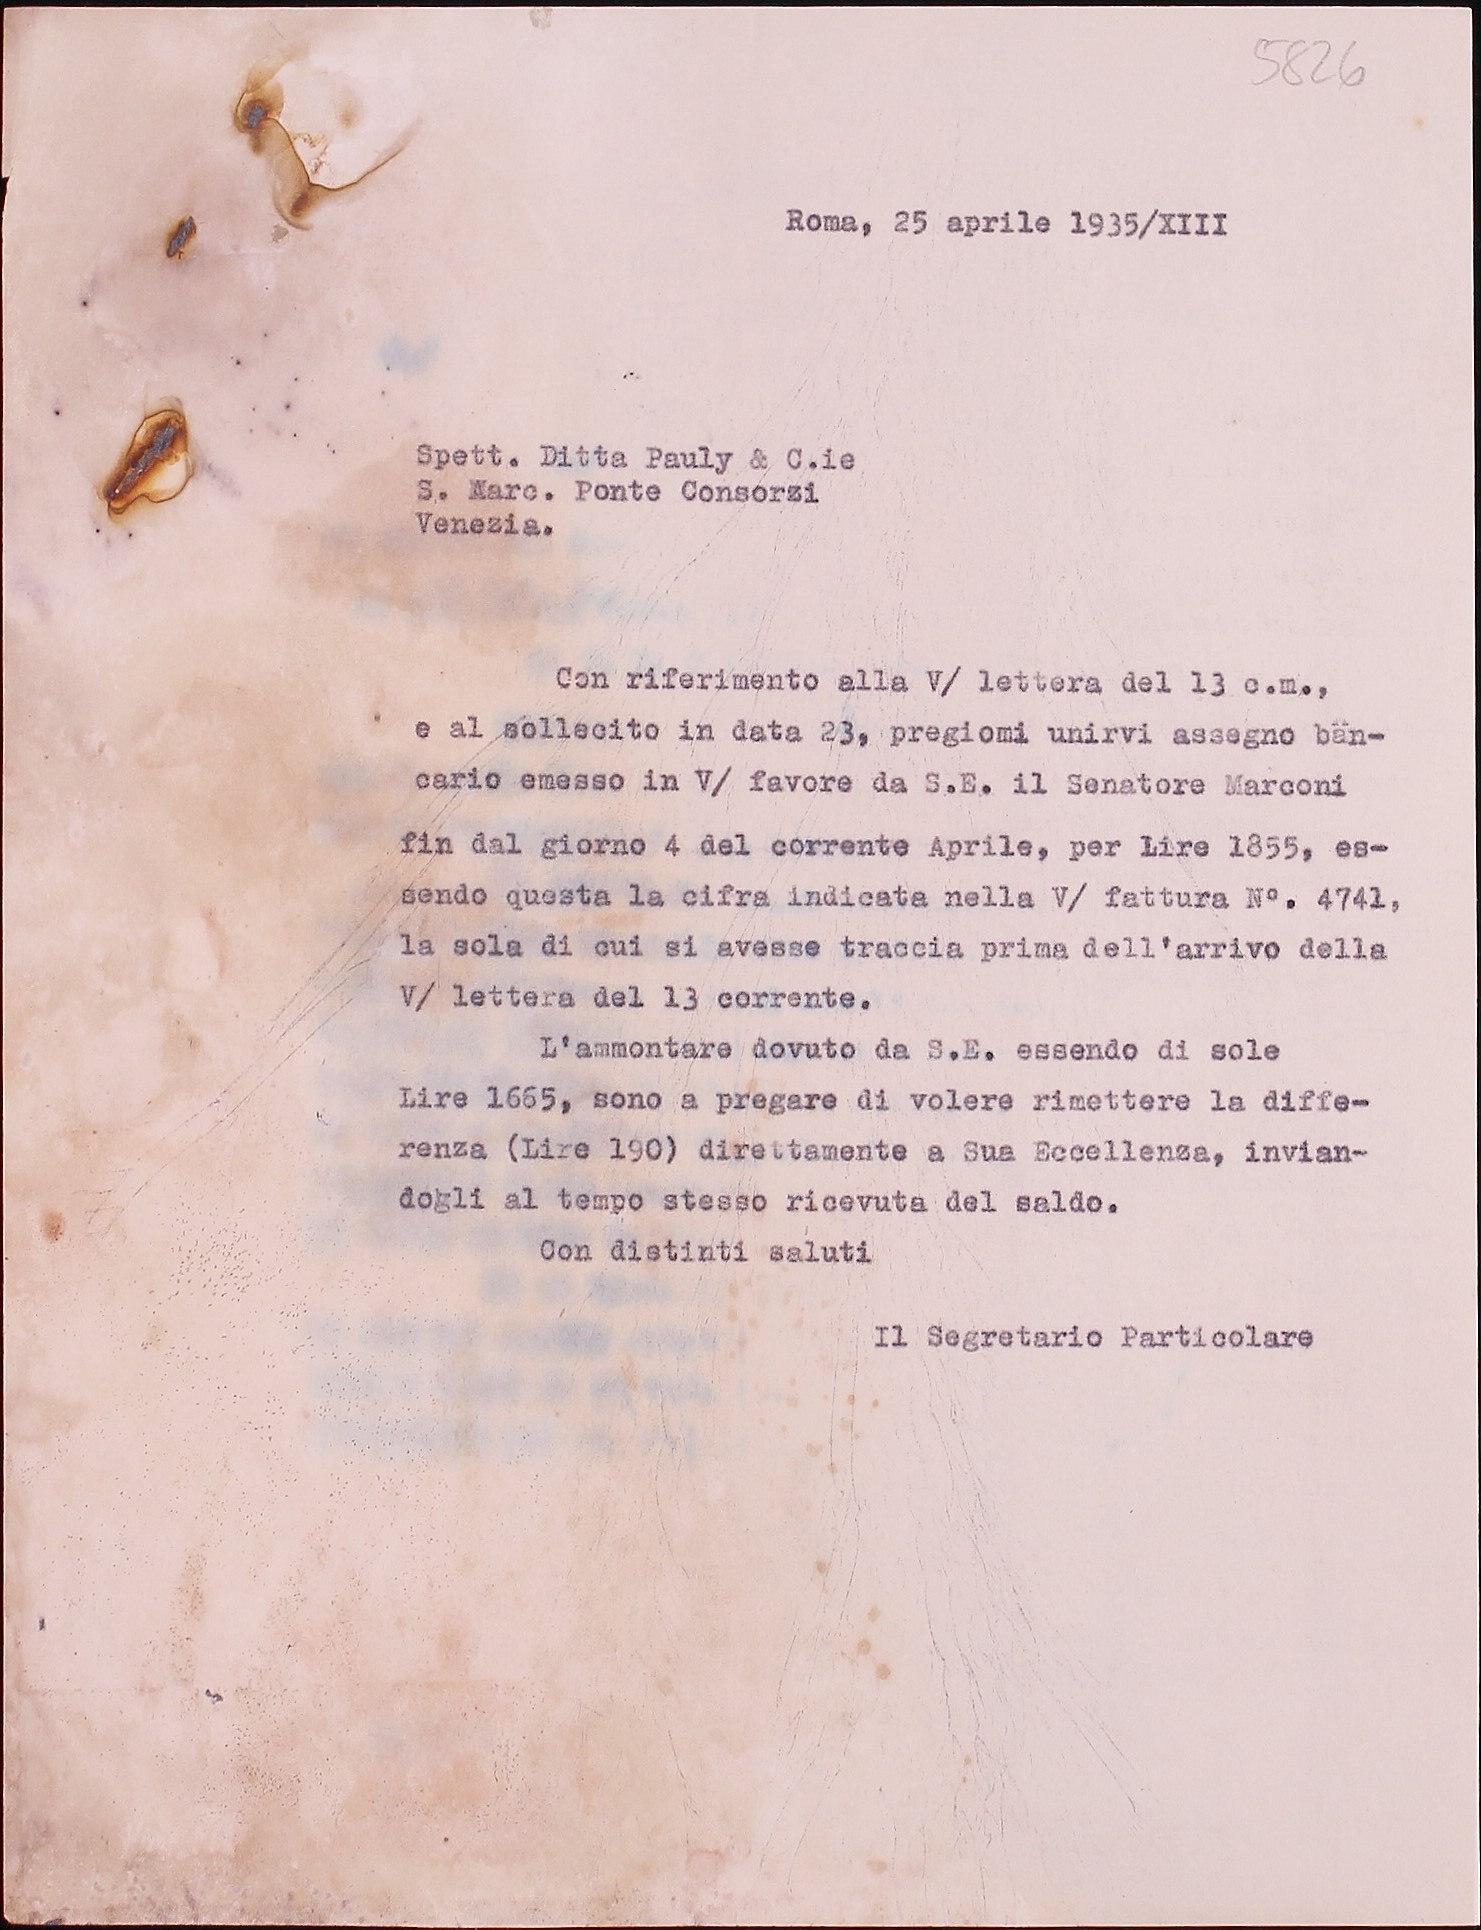 5826
Roma, 25 aprile 1935/XIII
Spett. Ditta Pauly & C.ie
S. Marc. Ponte Consorzi
Venezia.
Con riferimento alla V/ lettera del 13 c.m.,
e al sollecito in data 23, pregiomi unirvi assegno ban-
cario emesso in V/ favore da S.E. il Senatore Marconi
fin dal giorno 4 del corrente Aprile, per Lire 1855, es-
sendo questa la cifra indicata nella V/ fattura Nº. 4741,
la sola di cui si avesse traccia prima dell'arrivo della
V/ lettera del 13 corrente.
L'ammontare dovuto da S.E. essendo di sole
Lire 1665, sono a pregare di volere rimettere la diffe-
renza (Lire 190) direttamente a Sua Eccellenza, invian-
dogli al tempo stesso ricevuta del saldo.
Con distinti saluti
Il Segretario Particolare